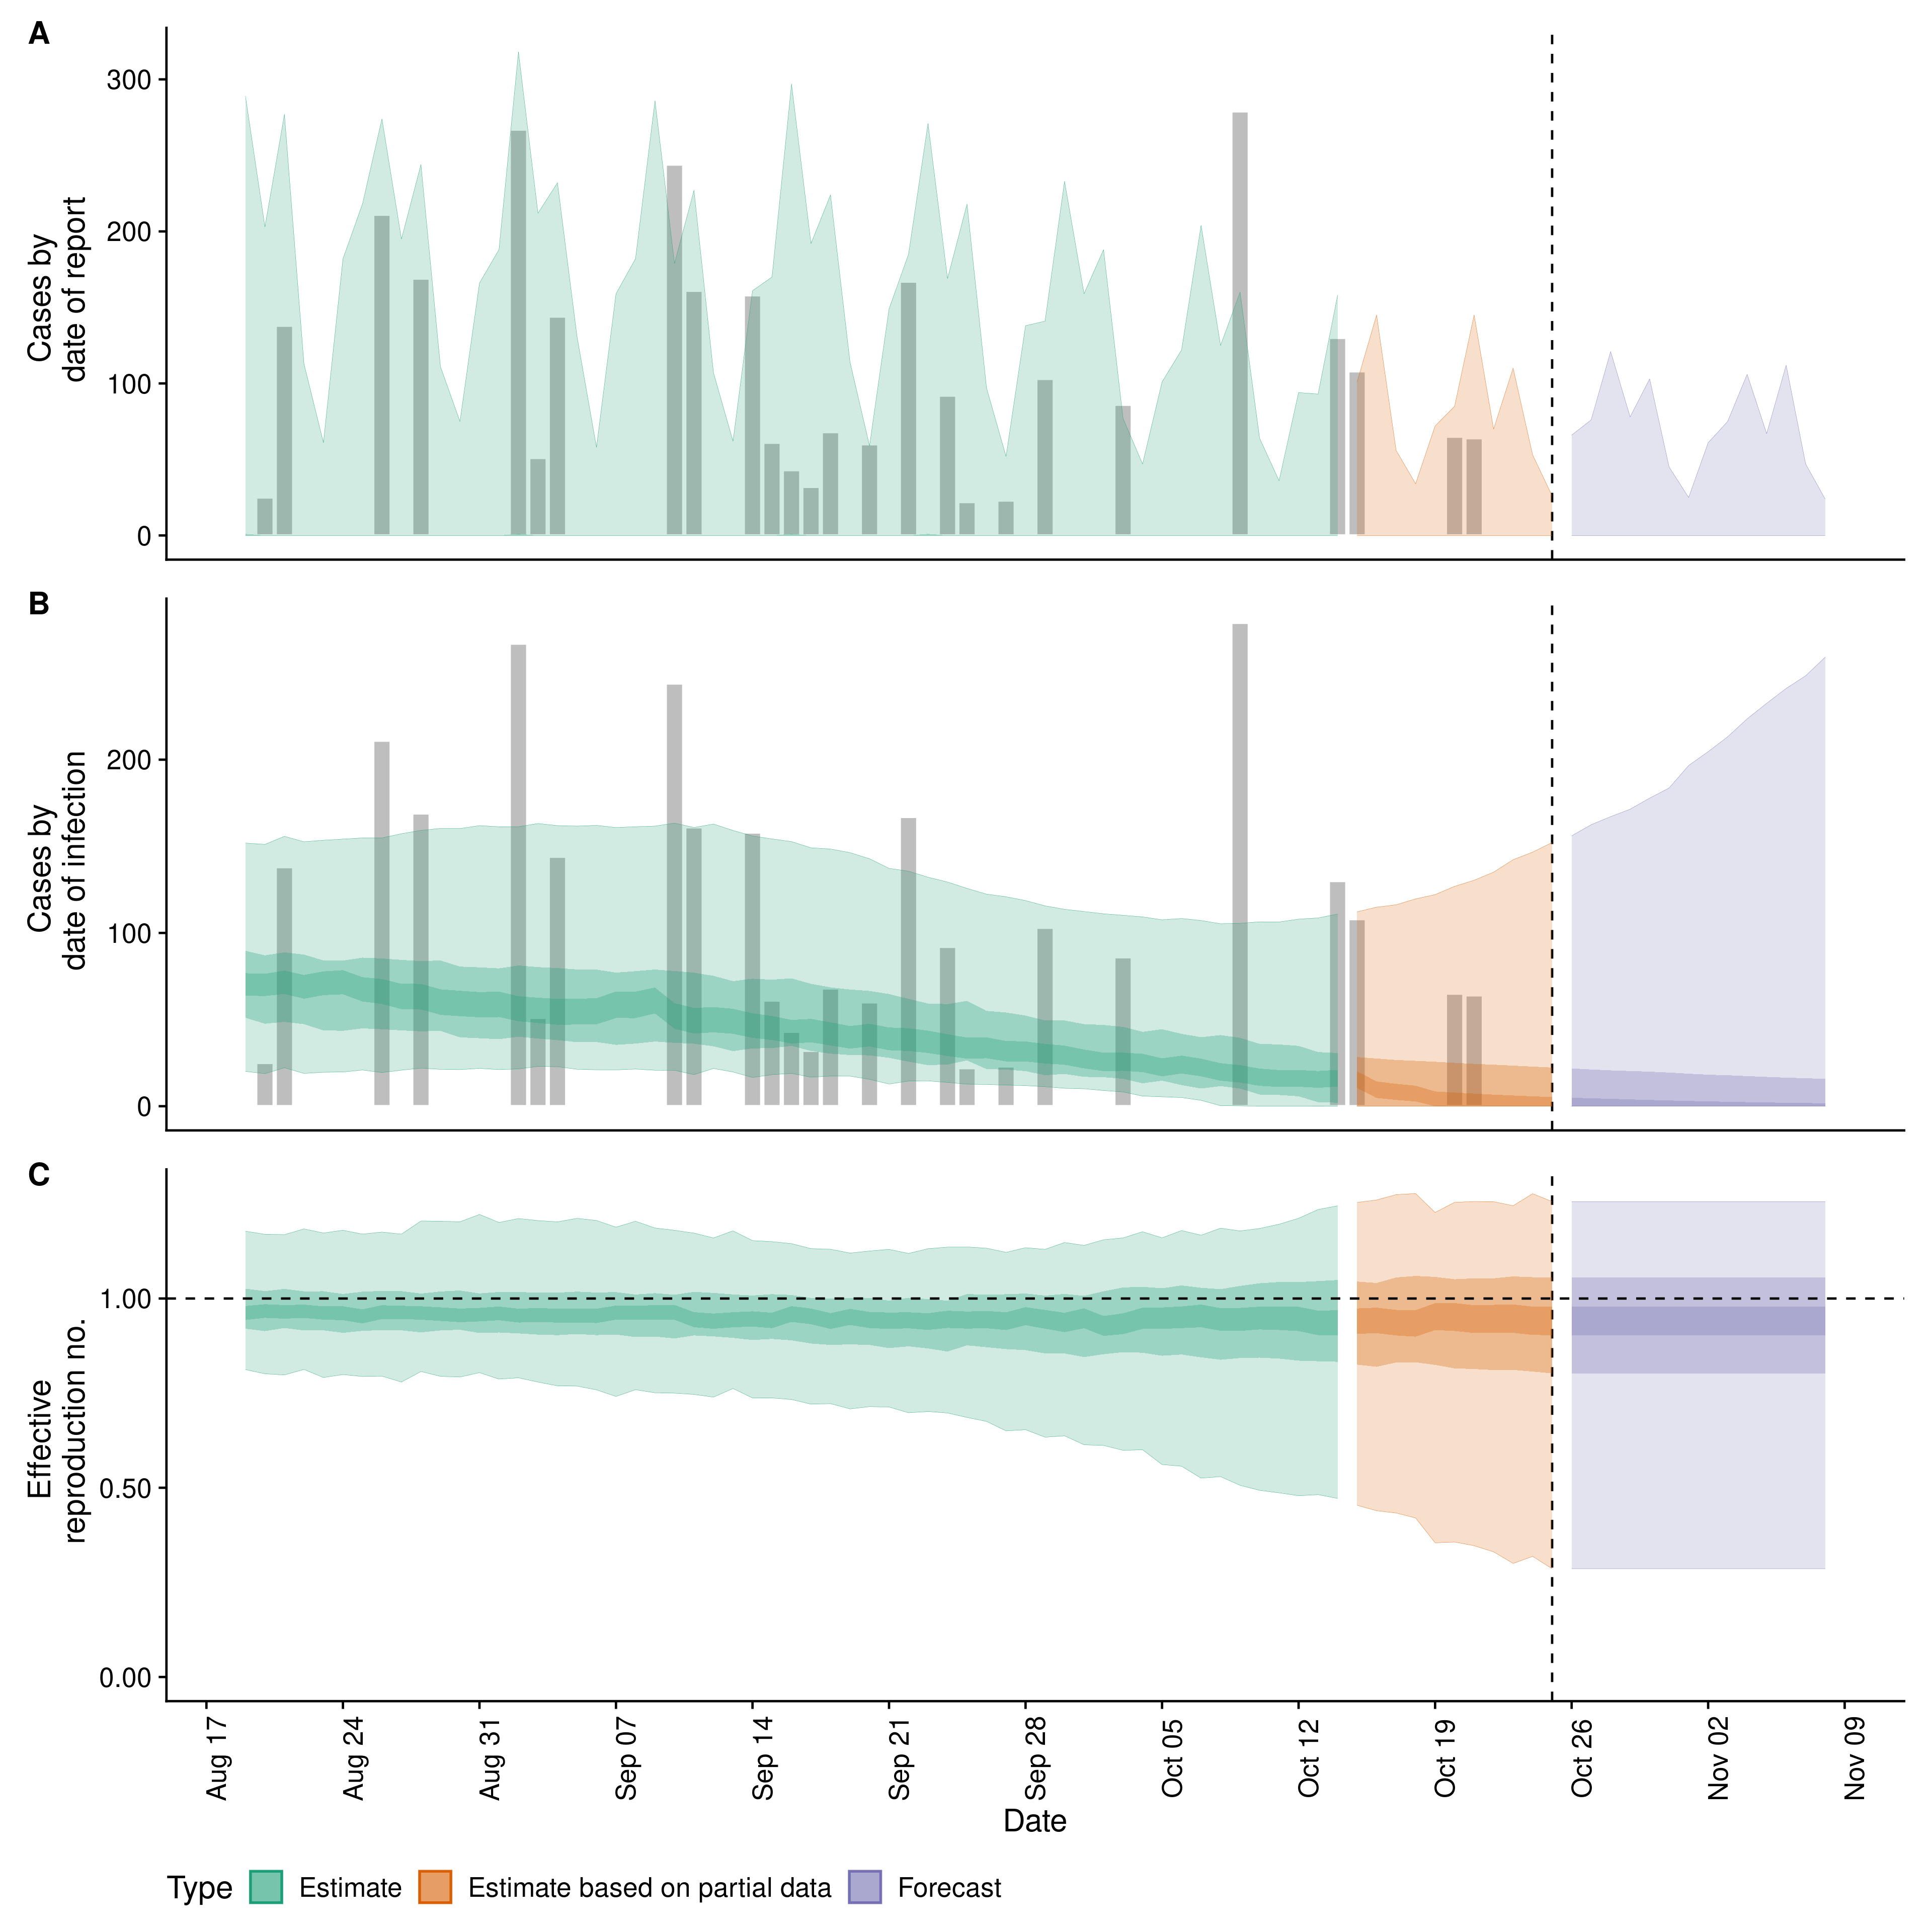 A
Cases by
date of report
300
200
100
0
B
Cases by
date of infection
200
100
0
C
Effective
reproduction no.
1.00
0.50
0.00
Aug 17
Aug 24
Aug 31
Sep 07
Sep 14
Sep 21
Sep 28
Oct 05
Oct 12
Oct 19
Oct 26
Nov 02
Nov 09
Date
Type Estimate Estimate based on partial data Forecast